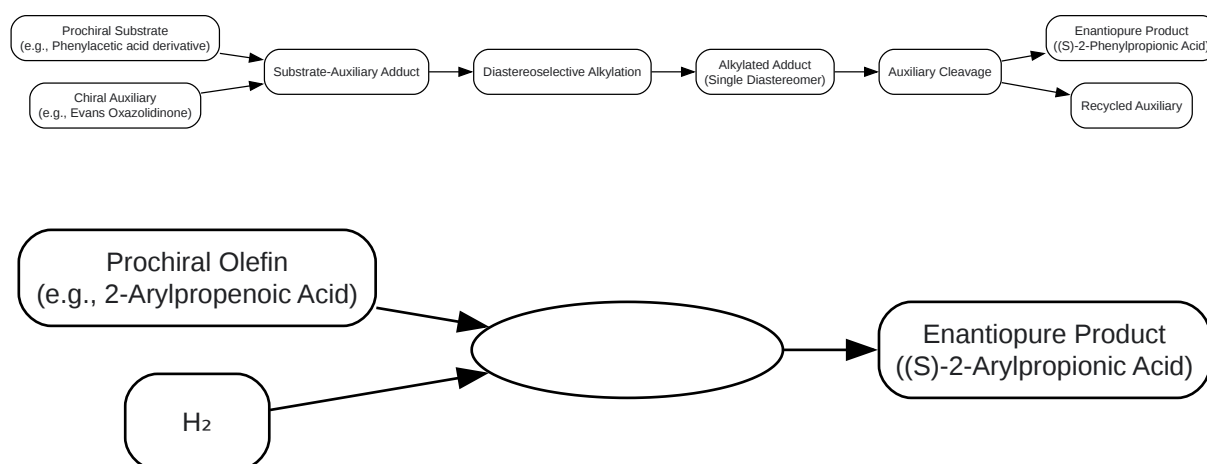 Prochiral Substrate
(e.g., Phenylacetic acid derivative)
Chiral Auxiliary
(e.g., Evans Oxazolidinone)
Substrate-Auxiliary Adduct
Diastereoselective Alkylation
Alkylated Adduct
(Single Diastereomer)
Auxiliary Cleavage
Enantiopure Product
((S)-2-Phenylpropionic Acid)
Recycled Auxiliary
Prochiral Olefin
(e.g., 2-Arylpropenoic Acid)
H₂
Enantiopure Product
((S)-2-Arylpropionic Acid)